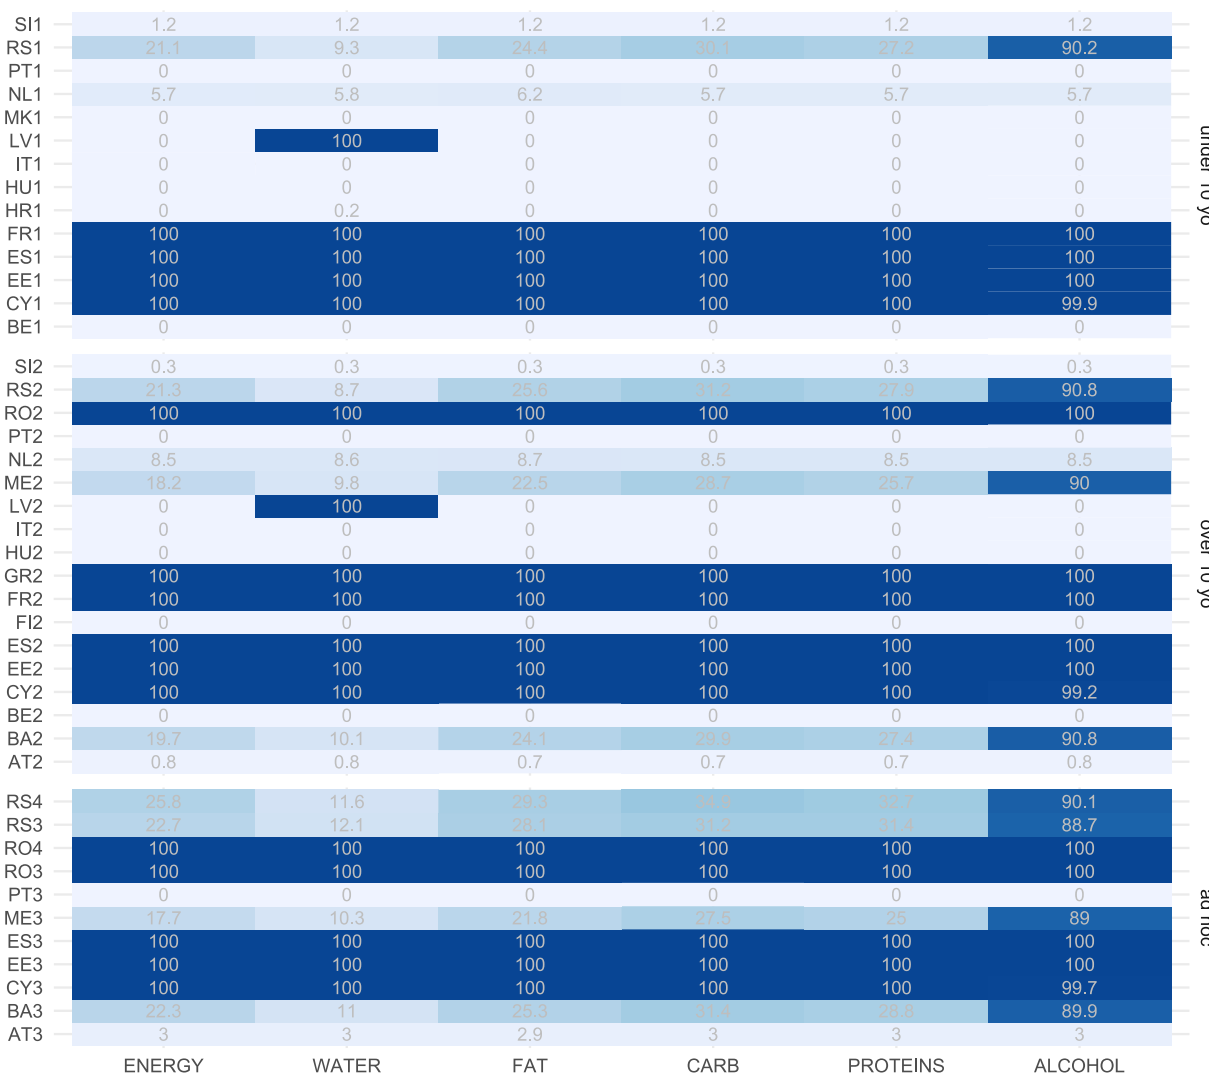 SI1 1.2 1.2 1.2 1.2 1.2 1.2
RS1 21.1 9.3 24.4 30.1 27.2 90.2
PT1 0 0 0 0 0 0
NL1 5.7 5.8 6.2 5.7 5.7 5.7
MK1 0 0 0 0 0 0
LV1 0 100 0 0 0 0
IT1 0 0 0 0 0 0
HU1 0 0 0 0 0 0
HR1 0 0.2 0 0 0 0
FR1 100 100 100 100 100 100
ES1 100 100 100 100 100 100
EE1 100 100 100 100 100 100
CY1 100 100 100 100 100 99.9
BE1 0 0 0 0 0 0
under 10 yo
SI2 0.3 0.3 0.3 0.3 0.3 0.3
RS2 21.3 8.7 25.6 31.2 27.9 90.8
RO2 100 100 100 100 100 100
PT2 0 0 0 0 0 0
NL2 8.5 8.6 8.7 8.5 8.5 8.5
ME2 18.2 9.8 22.5 28.7 25.7 90
LV2 0 100 0 0 0 0
IT2 0 0 0 0 0 0
HU2 0 0 0 0 0 0
GR2 100 100 100 100 100 100
FR2 100 100 100 100 100 100
FI2 0 0 0 0 0 0
ES2 100 100 100 100 100 100
EE2 100 100 100 100 100 100
CY2 100 100 100 100 100 99.2
BE2 0 0 0 0 0 0
BA2 19.7 10.1 24.1 29.9 27.4 90.8
AT2 0.8 0.8 0.7 0.7 0.7 0.8
over 10 yo
RS4 25.8 11.6 29.3 90.1
RS3 22.7 12.1 28.1 31.2 31.4 88.7
RO4 100 100 100 100 100 100
RO3 100 100 100 100 100 100
PT3 0 0 0 0 0 0
ME3 17.7 10.3 21.8 27.5 25 89
ES3 100 100 100 100 100 100
EE3 100 100 100 100 100 100
CY3 100 100 100 100 100 99.7
BA3 22.3 11 25.3 31.4 28.8 89.9
AT3 3 3 2.9 3 3 3
ad hoc
ENERGY WATER FAT CARB PROTEINS ALCOHOL